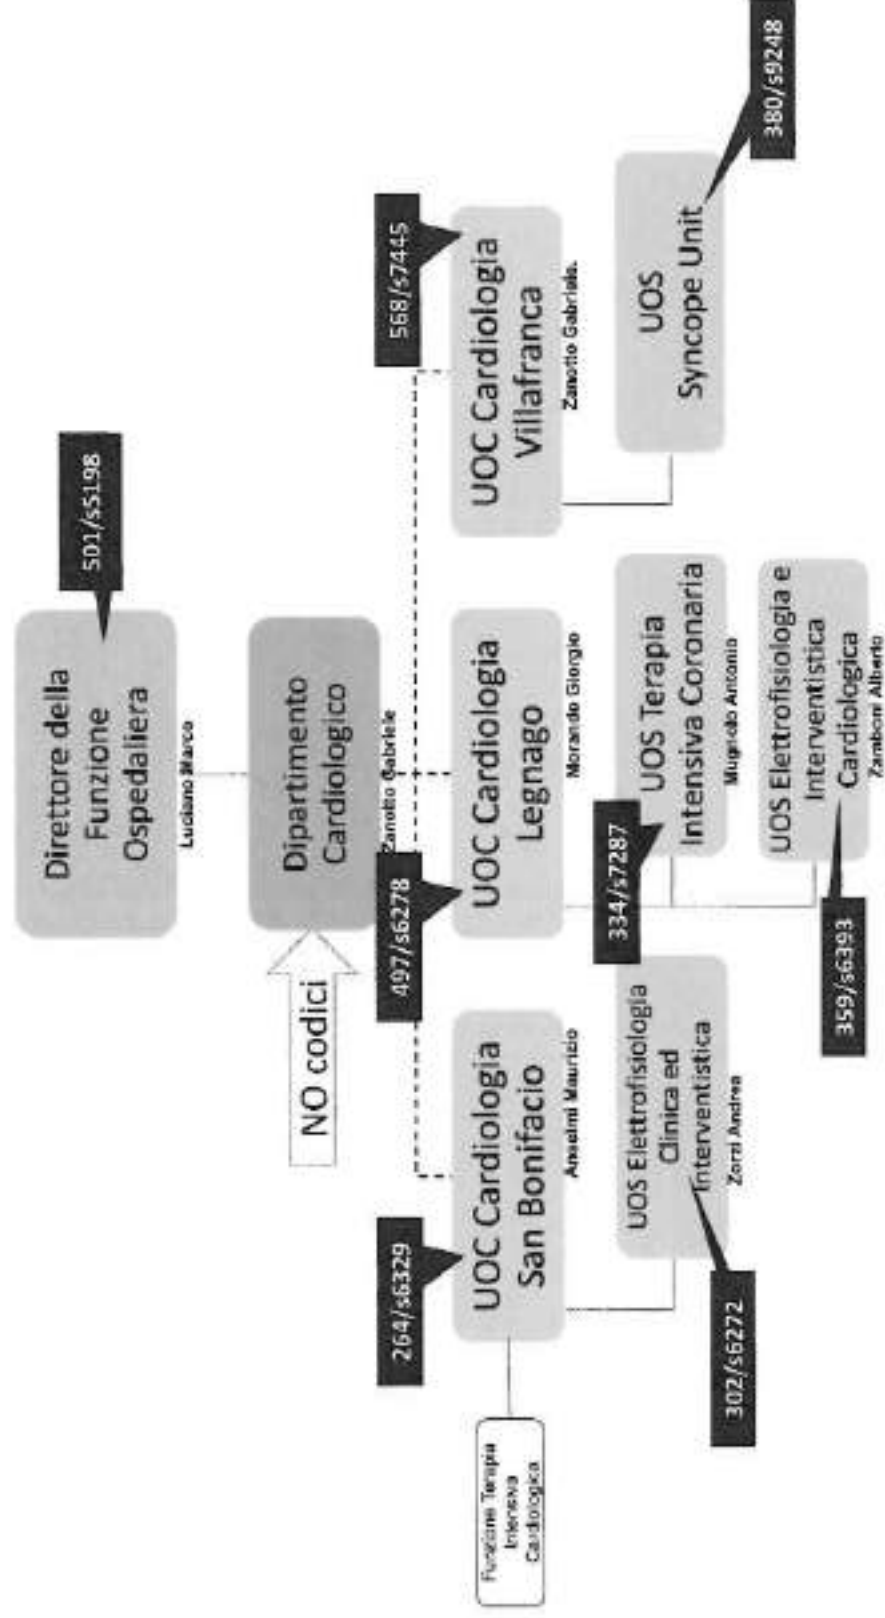 Direttore della
Funzione
Ospedaliera
Luciano Marco
501/s5198
NO codici
Dipartimento
Cardiologico
Zanotto Gabriele
264/s6329
497/s6278
568/s7445
Funzione Terapia
Intensiva
Cardiologica
UOC Cardiologia
San Bonifacio
Anselmi Maurizio
UOC Cardiologia
Legnago
Morando Giorgio
UOC Cardiologia
Villafranca
Zanotto Gabriele.
334/s7287
UOS Elettrofisiologia
Clinica ed
Interventistica
Zorzi Andrea
UOS Terapia
Intensiva Coronaria
Mugnolo Antonio
UOS
Syncope Unit
380/s9248
302/s6272
359/s6393
UOS Elettrofisiologia e
Interventistica
Cardiologica
Zamboni Alberto